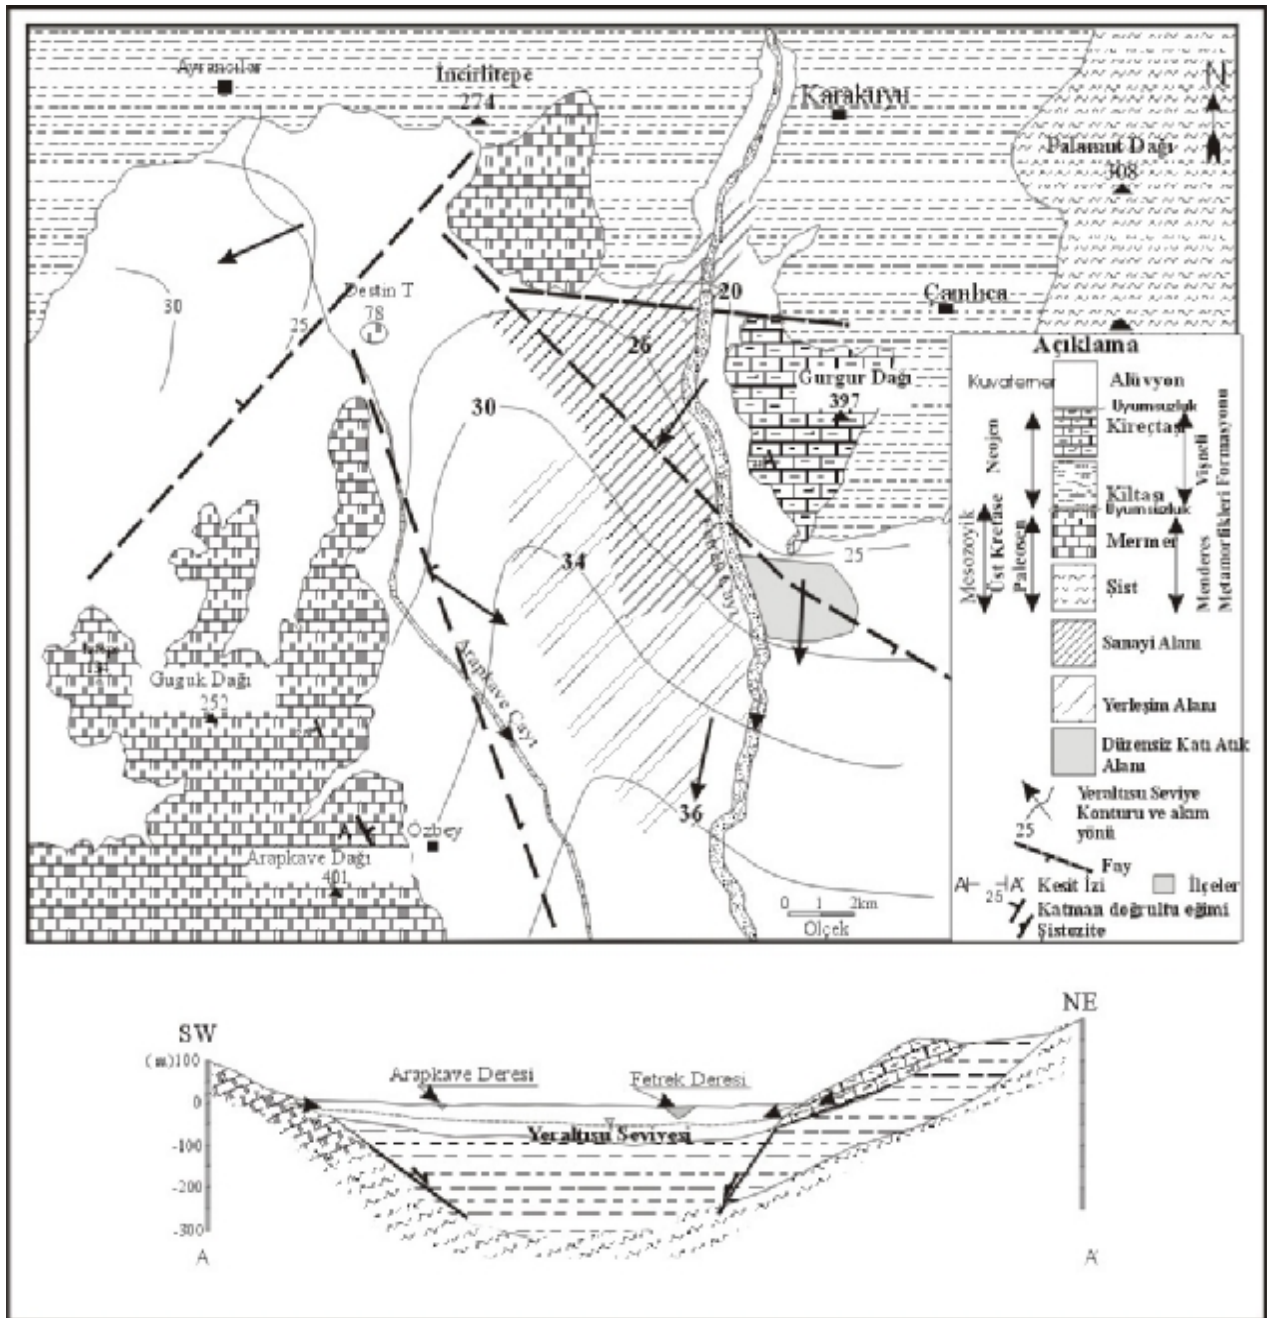 Ayrancılar
İncirlitepe
274
Karakuyu
N
Palamut Dağı
308
Destin T
78
30
25
20
Çamlıca
26
30
Gurgur Dağı
397
A
25
34
Fetrek Çayı
Arapkave Çayı
Guguk Dağı
252
36
A
Özbey
Arapkave Dağı
401
0 1 2km
Ölçek
Açıklama
Kuvaterner
Alüvyon
Uyumsuzluk
Kireçtaşı
Neojen
Vişneli
Formasyonu
Kiltaşı
Uyumsuzluk
Mermer
Mesozoyik
Üst Kretase
Paleosen
Menderes
Metamorfikleri
Şist
Sanayi Alanı
Yerleşim Alanı
Düzensiz Katı Atık
Alanı
Yeraltısu Seviye
Konturu ve akım
yönü
25
Fay
A A' Kesit İzi
İlçeler
25
Katman doğrultu eğimi
Şistozite
SW
NE
(m)100
0
-100
-200
-300
Arapkave Deresi
Fetrek Deresi
Yeraltısu Seviyesi
A
A'